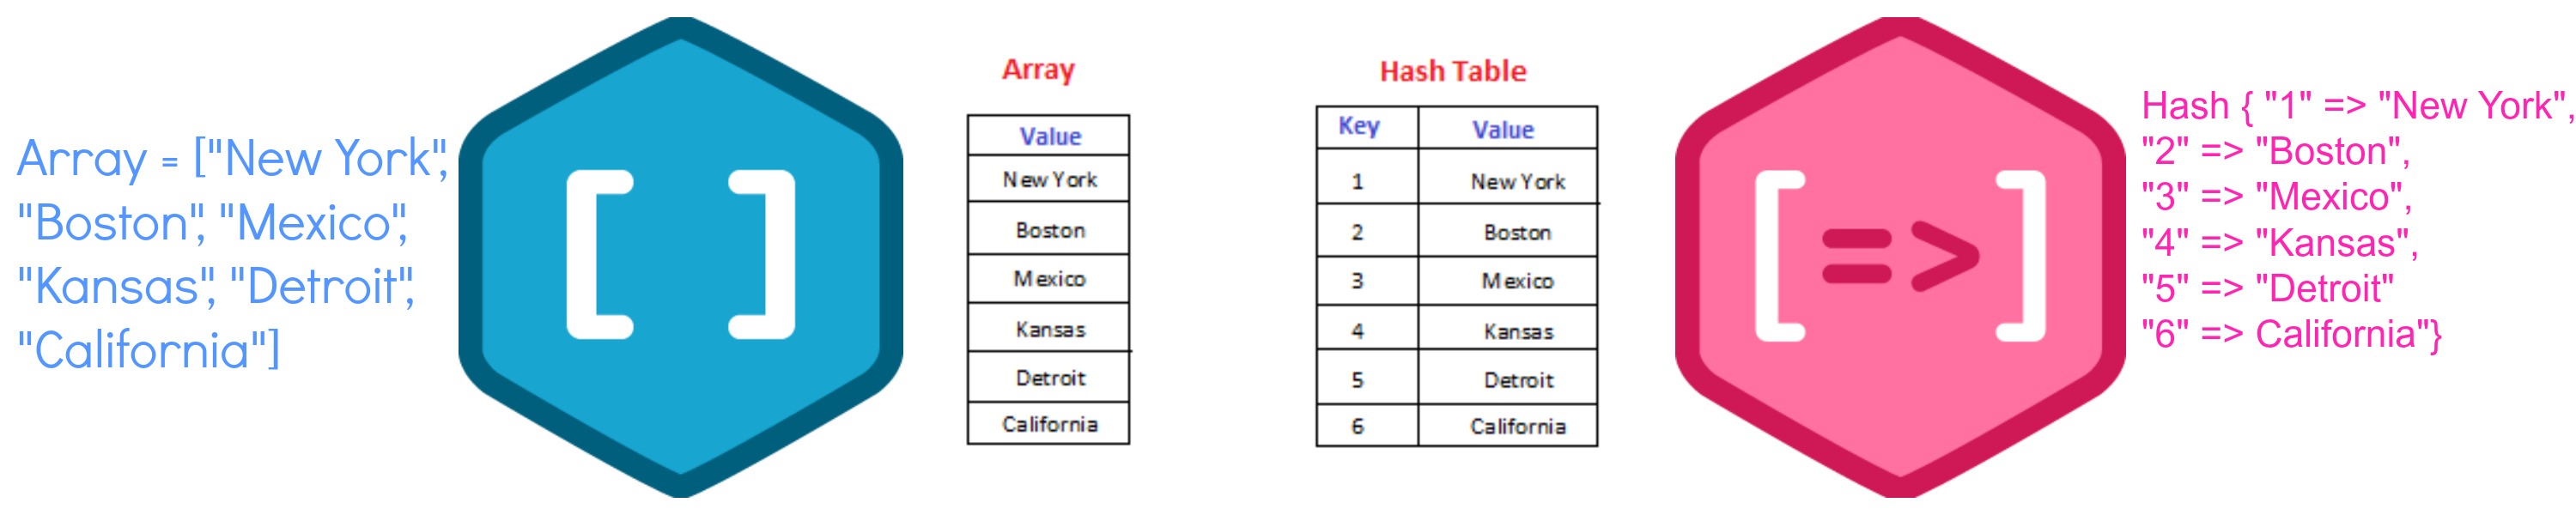 Array = ["New York",
"Boston", "Mexico",
"Kansas", "Detroit",
"California"]
[ ]
Array
Value
New York
Boston
Mexico
Kansas
Detroit
California
Hash Table
Key Value
1 New York
2 Boston
3 Mexico
4 Kansas
5 Detroit
6 California
[=>]
Hash { "1" => "New York",
"2" => "Boston",
"3" => "Mexico",
"4" => "Kansas",
"5" => "Detroit"
"6" => California"}